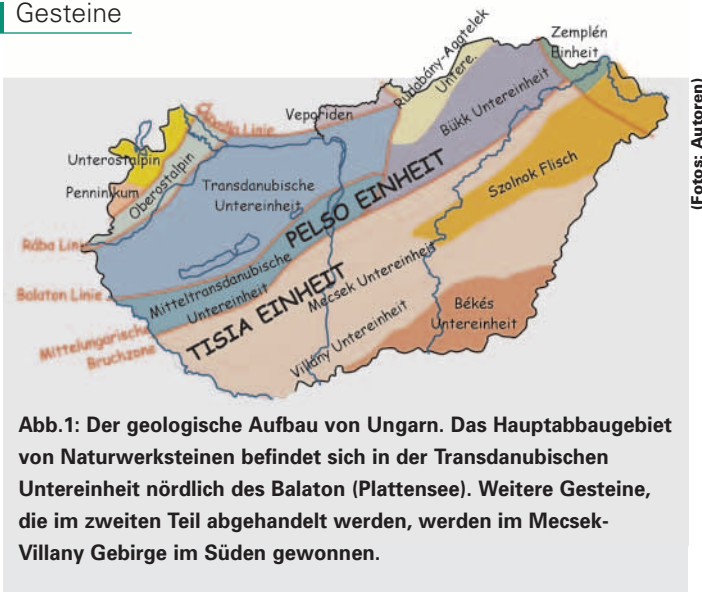 Gesteine
Zemplén
Einheit
Rudabány-Aggtelek
Untere.
Bükk Untereinheit
Veporiden
Unterostalpin
Penninikum
Oberostalpin
Transdanubische
Untereinheit
PELSO EINHEIT
Szolnok Flisch
Rába Linie
Balaton Linie
Mitteltransdanubische
Untereinheit
TISIA EINHEIT
Mecsek Untereinheit
Békés
Untereinheit
Villány Untereinheit
Mittelungarische
Bruchzone
(Fotos: Autoren)
Abb.1: Der geologische Aufbau von Ungarn. Das Hauptabbaugebiet
von Naturwerksteinen befindet sich in der Transdanubischen
Untereinheit nördlich des Balaton (Plattensee). Weitere Gesteine,
die im zweiten Teil abgehandelt werden, werden im Mecsek-
Villany Gebirge im Süden gewonnen.